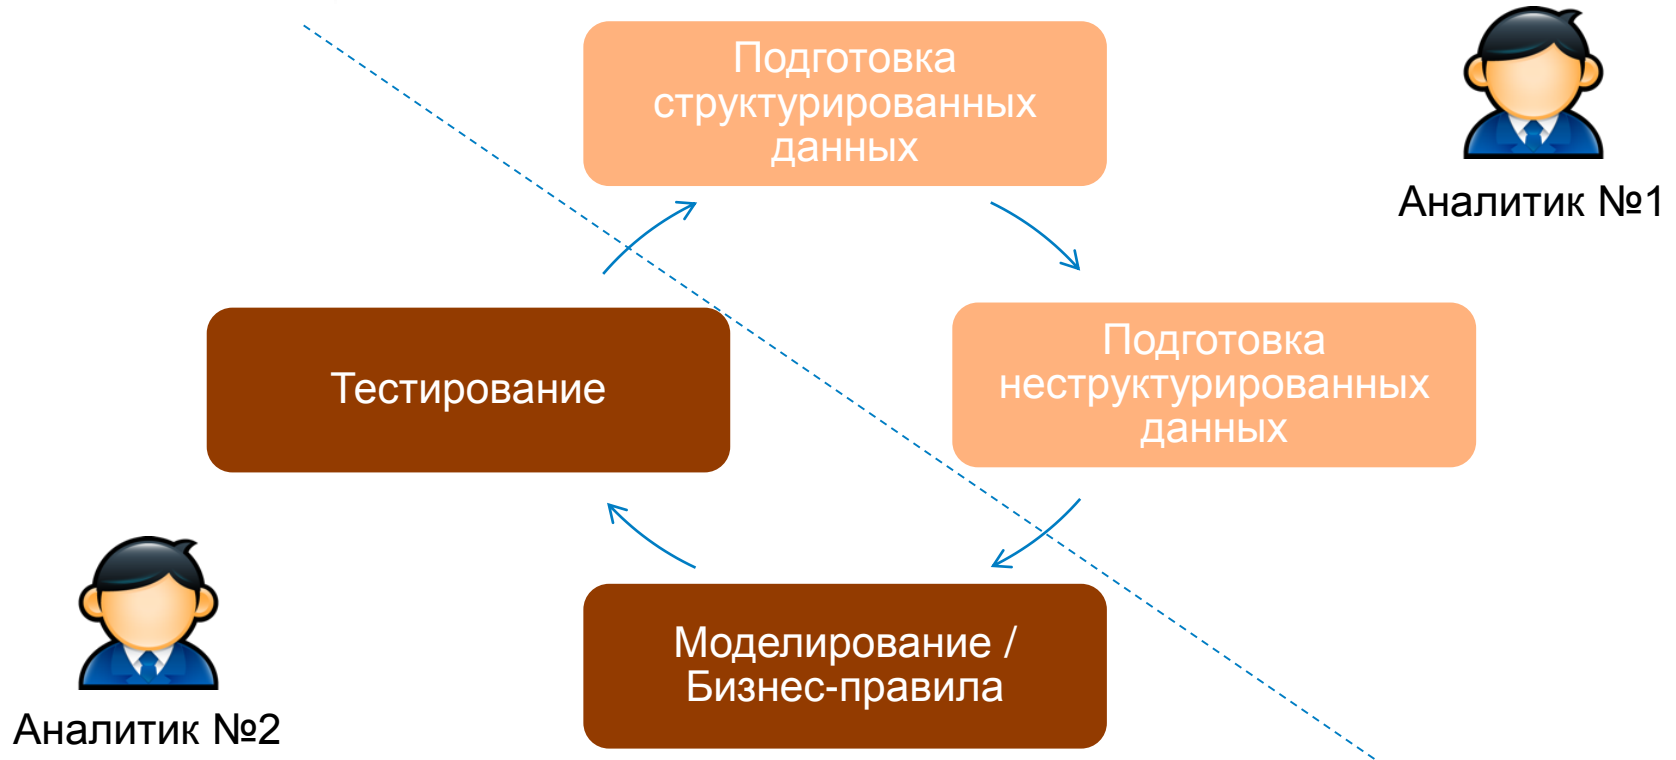 Подготовка
структурированных
данных
Аналитик №1
Подготовка
неструктурированных
данных
Тестирование
Моделирование /
Бизнес-правила
Аналитик №2